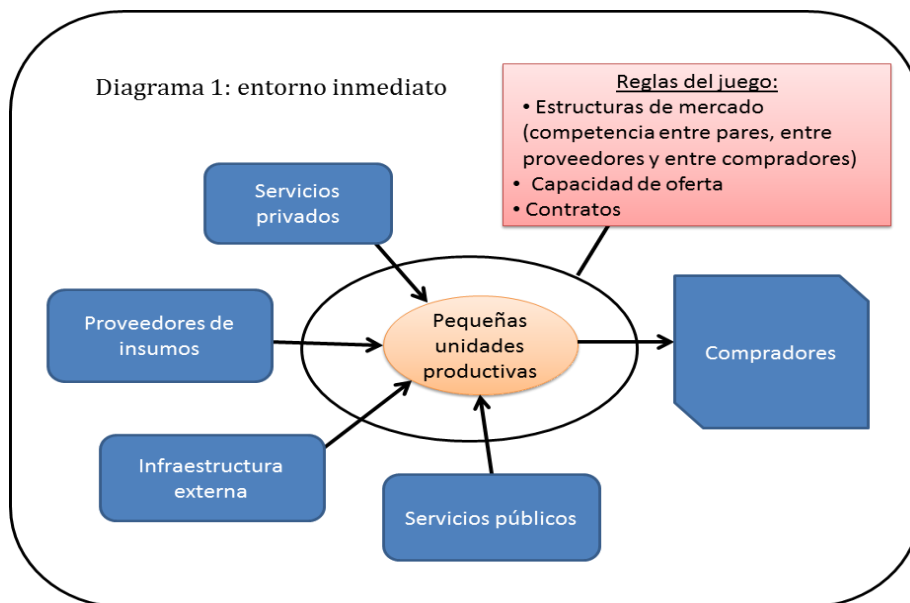 Diagrama 1: entorno inmediato
Reglas del juego:
• Estructuras de mercado
(competencia entre pares, entre
proveedores y entre compradores)
• Capacidad de oferta
• Contratos
Servicios
privados
Proveedores de
insumos
Pequeñas
unidades
productivas
Compradores
Infraestructura
externa
Servicios públicos